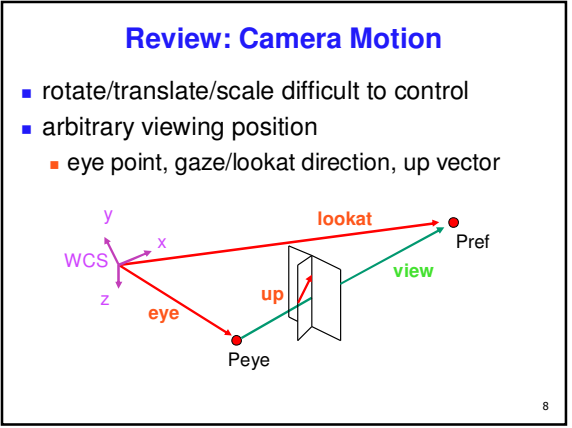 Review: Camera Motion
rotate/translate/scale difficult to control
arbitrary viewing position
eye point, gaze/lookat direction, up vector
y
lookat
x
Pref
WCS
view
z
up
eye
Peye
8